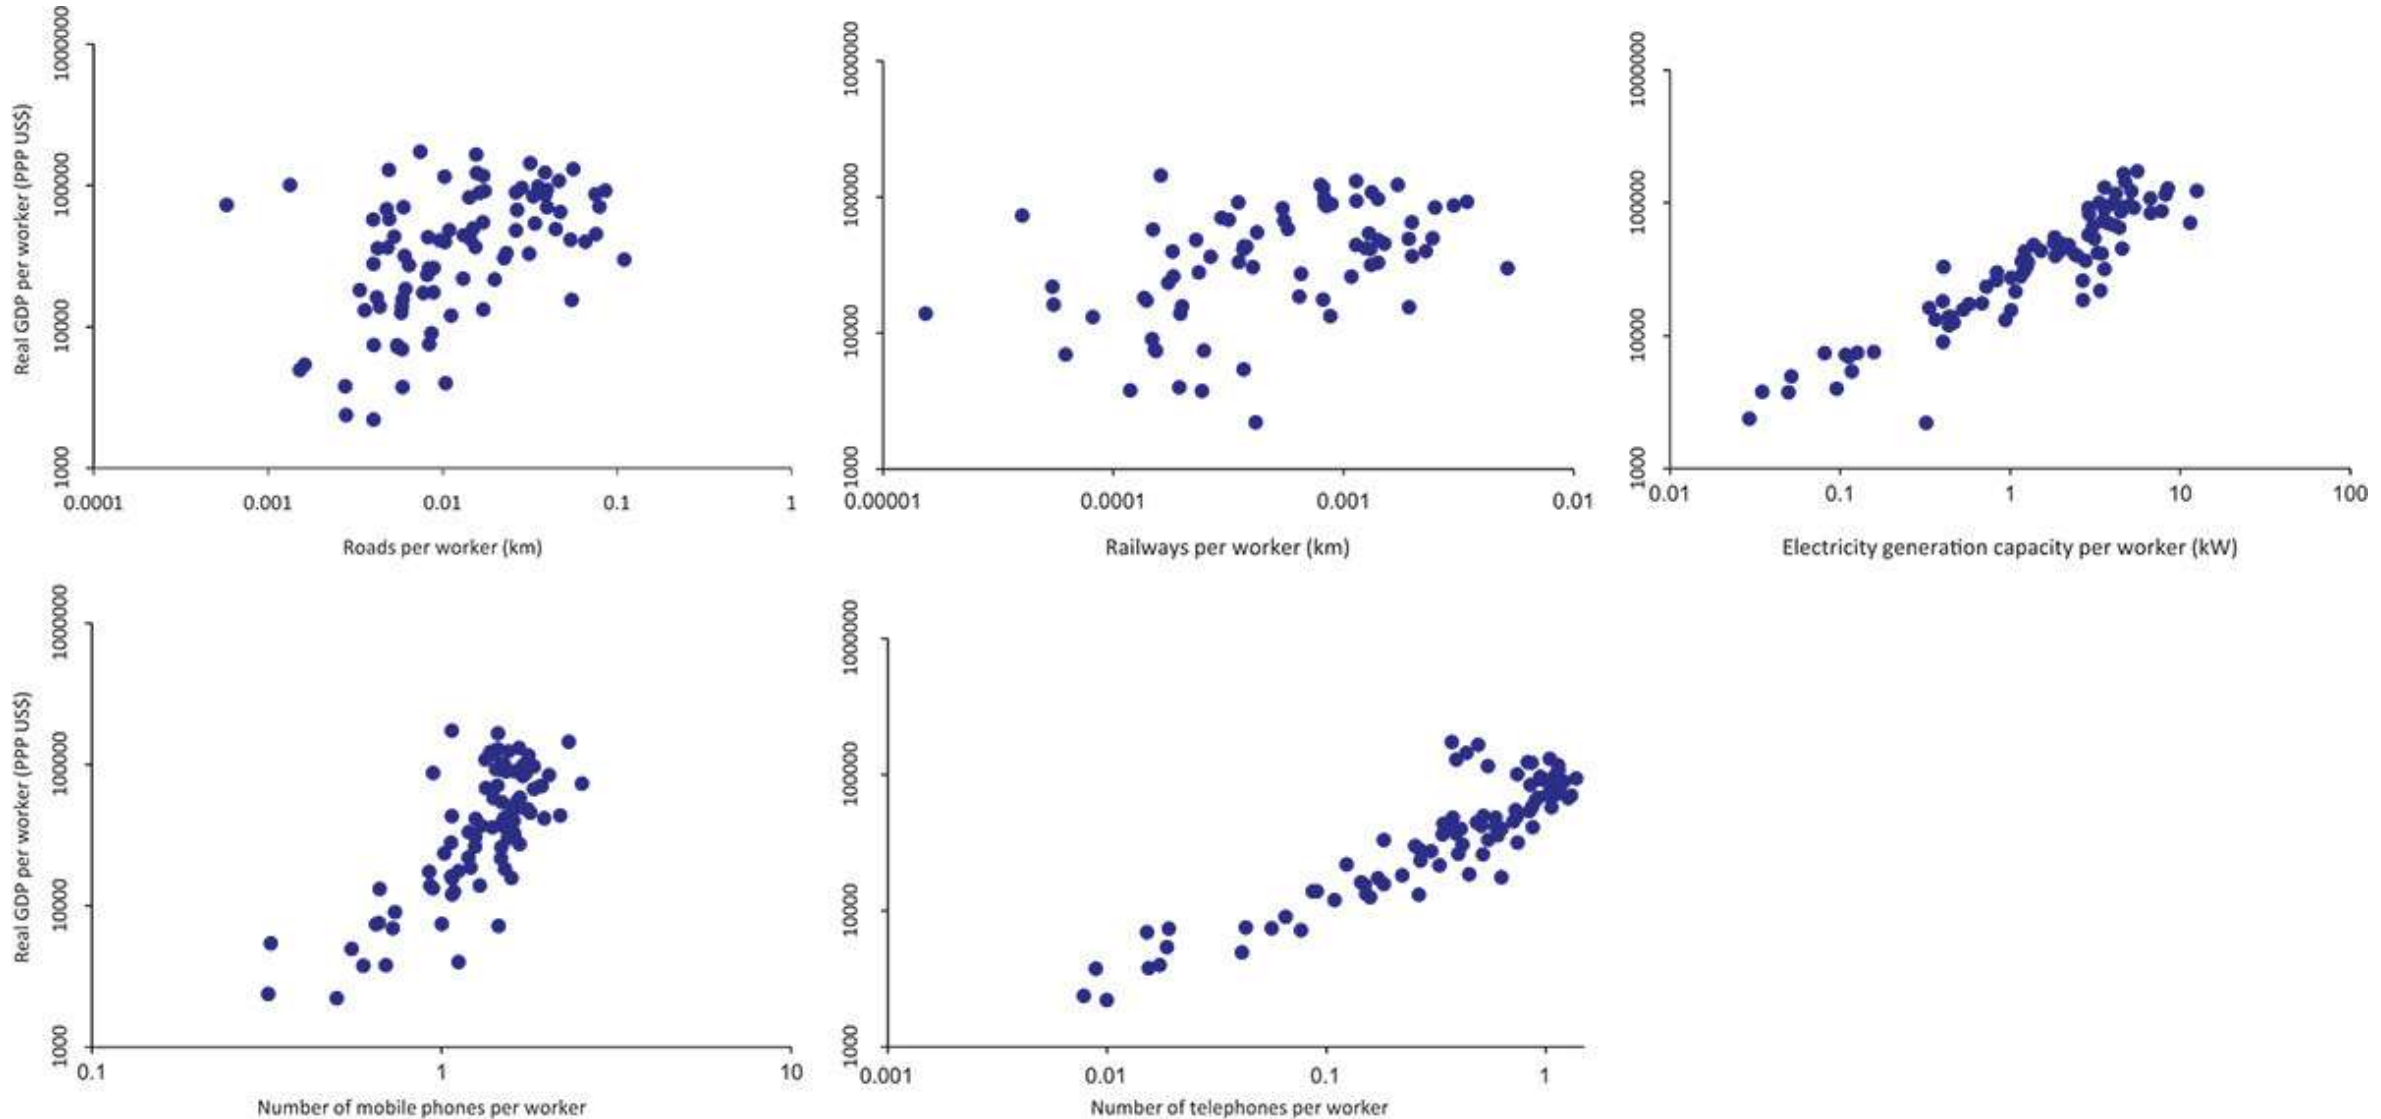 Real GDP per worker (PPP US$)
1000000
100000
10000
1000
0.0001 0.001 0.01 0.1 1
Roads per worker (km)
1000000
100000
10000
1000
0.00001 0.0001 0.001 0.01
Railways per worker (km)
1000000
100000
10000
1000
0.01 0.1 1 10 100
Electricity generation capacity per worker (kW)
Real GDP per worker (PPP US$)
1000000
100000
10000
1000
0.1 1 10
Number of mobile phones per worker
1000000
100000
10000
1000
0.001 0.01 0.1 1
Number of telephones per worker